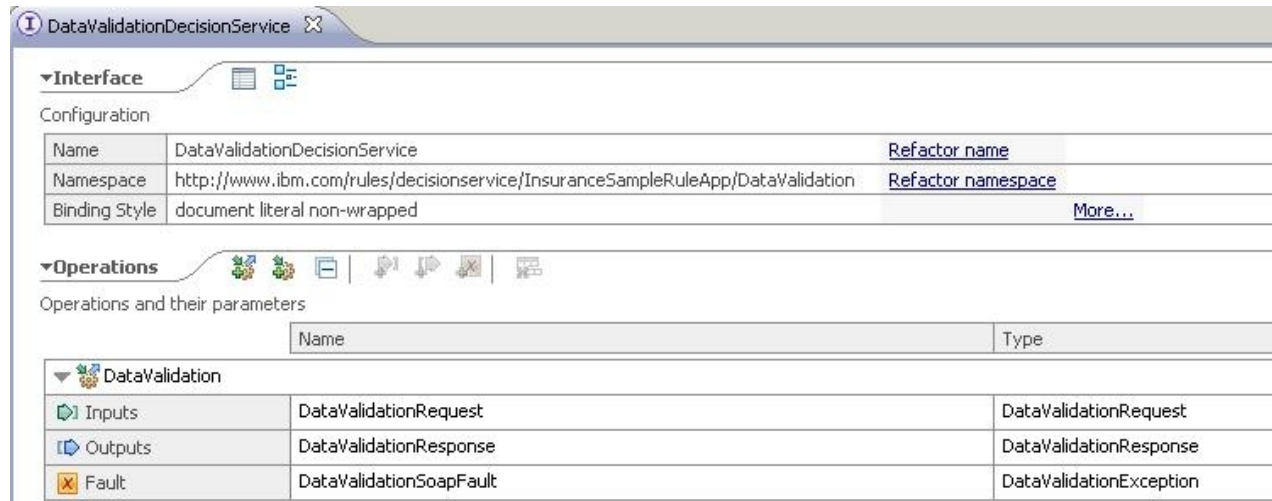 DataValidationDecisionService
Interface
Configuration
Name DataValidationDecisionService Refactor name
Namespace http://www.ibm.com/rules/decisionservice/InsuranceSampleRuleApp/DataValidation Refactor namespace
Binding Style document literal non-wrapped More...
Operations
Operations and their parameters
Name Type
DataValidation
Inputs DataValidationRequest DataValidationRequest
Outputs DataValidationResponse DataValidationResponse
Fault DataValidationSoapFault DataValidationException